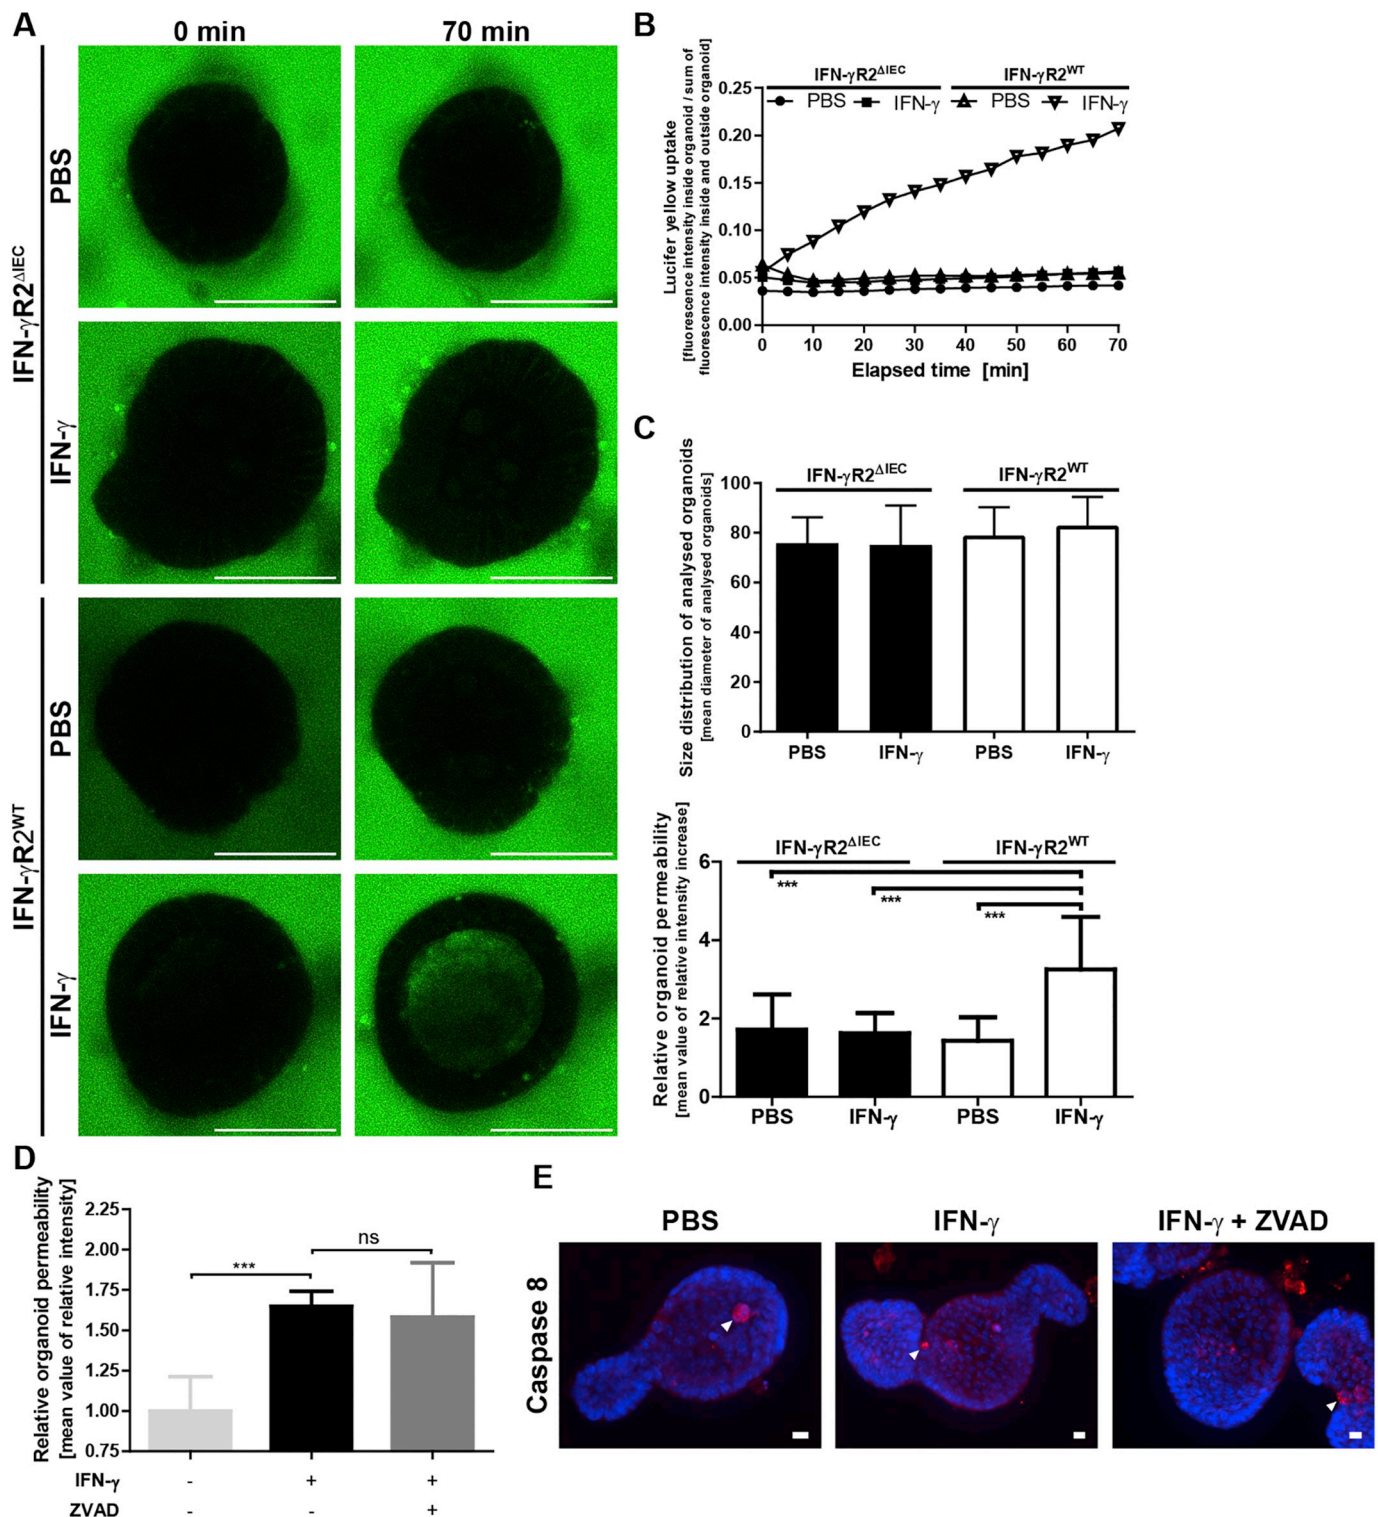 A
0 min
70 min
IFN-γR2ΔIEC
PBS
IFN-γ
IFN-γR2WT
PBS
IFN-γ
B
Lucifer yellow uptake
[fluorescence intensity inside organoid / sum of
fluorescence intensity inside and outside organoid]
IFN-γR2ΔIEC
IFN-γR2WT
PBS
IFN-γ
PBS
IFN-γ
0.25
0.20
0.15
0.10
0.05
0.00
0 10 20 30 40 50 60 70
Elapsed time [min]
C
Size distribution of analysed organoids
[mean diameter of analysed organoids]
IFN-γR2ΔIEC
IFN-γR2WT
100
80
60
40
20
0
PBS IFN-γ PBS IFN-γ
Relative organoid permeability
[mean value of relative intensity increase]
IFN-γR2ΔIEC
IFN-γR2WT
***
***
***
6
4
2
0
PBS IFN-γ PBS IFN-γ
D
Relative organoid permeability
[mean value of relative intensity]
2.25
2.00
1.75
1.50
1.25
1.00
0.75
***
ns
IFN-γ - + +
ZVAD - - +
E
PBS
IFN-γ
IFN-γ + ZVAD
Caspase 8